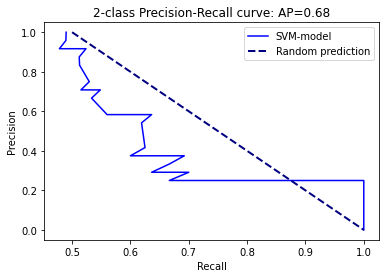 2-class Precision-Recall curve: AP=0.68
SVM-model
Random prediction
1.0
0.8
0.6
0.4
0.2
0.0
Precision
0.5
0.6
0.7
0.8
0.9
1.0
Recall